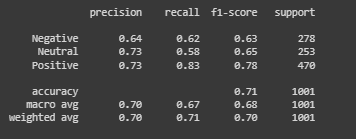 precision recall f1-score support
Negative 0.64 0.62 0.63 278
Neutral 0.73 0.58 0.65 253
Positive 0.73 0.83 0.78 470
accuracy 0.71 1001
macro avg 0.70 0.67 0.68 1001
weighted avg 0.70 0.71 0.70 1001